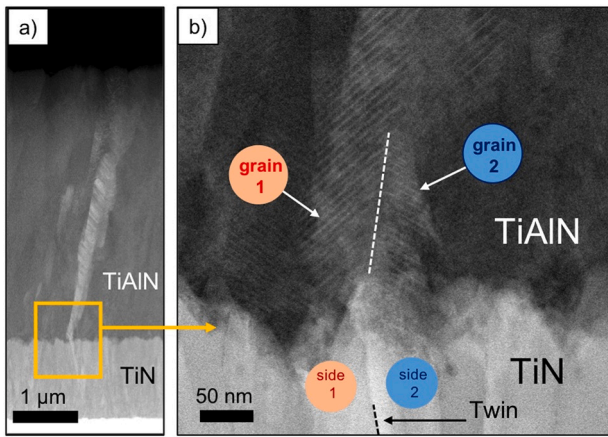 a)
TiAlN
TiN
1 µm
b)
grain
1
grain
2
TiAlN
side
1
side
2
TiN
50 nm
Twin